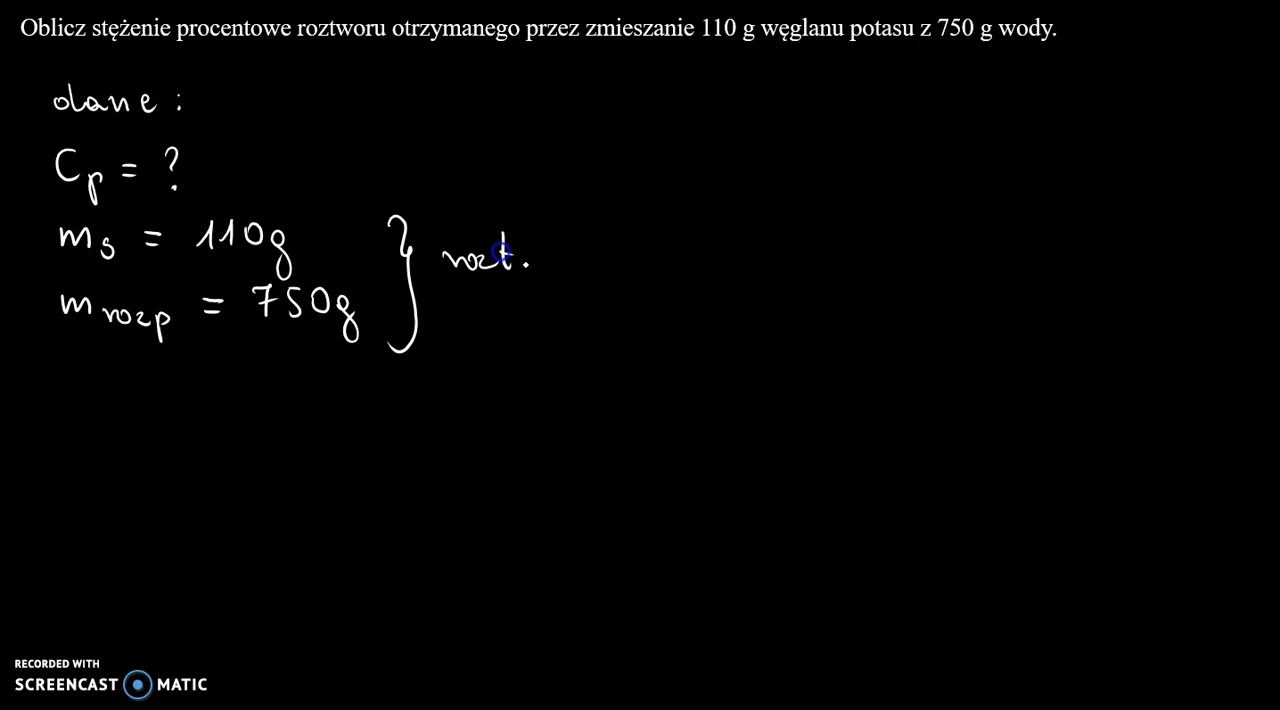 Oblicz stężenie procentowe roztworu otrzymanego przez zmieszanie 110 g węglanu potasu z 750 g wody.
dane :
Cp = ?
ms = 110g
mrozp = 750g
} rozt.
RECORDED WITH
SCREENCAST MATIC